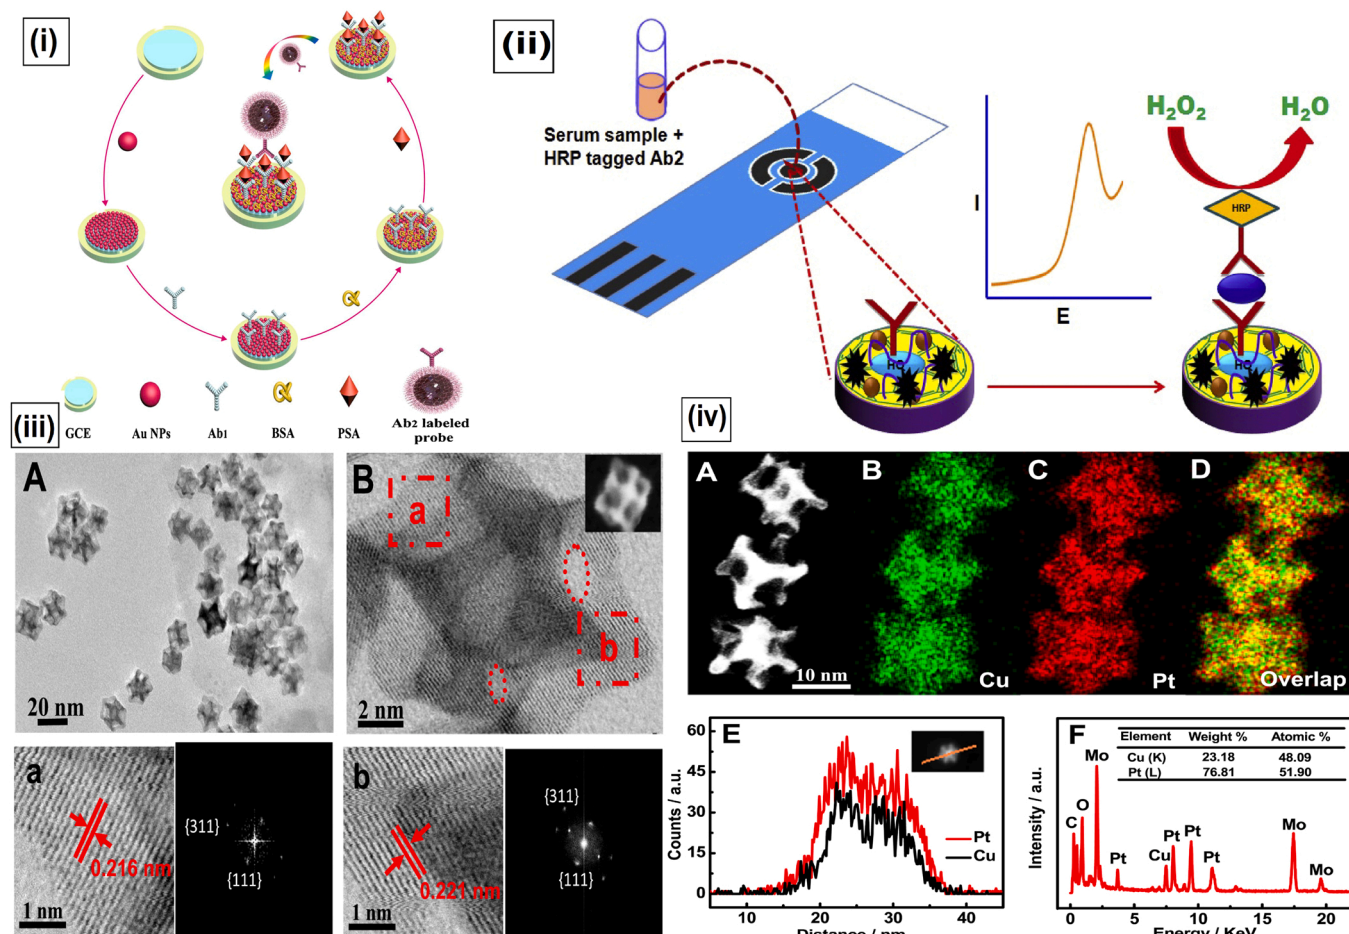 (i)
GCE
Au NPs
Ab1
BSA
PSA
Ab2 labeled
probe
(ii)
Serum sample +
HRP tagged Ab2
I
E
H2O2
H2O
HRP
HC
HC
(iii)
A
20 nm
B
a
b
2 nm
a
0.216 nm
1 nm
{311}
{111}
b
0.221 nm
1 nm
{311}
{111}
(iv)
A
10 nm
B
Cu
C
Pt
D
Overlap
E
Counts / a.u.
60
45
30
15
0
10
20
30
40
Pt
Cu
Distance / nm
F
Element Weight % Atomic %
Cu (K) 23.18 48.09
Pt (L) 76.81 51.90
Intensity / a.u.
C
O
Mo
Pt
Cu
Pt
Pt
Pt
Mo
Mo
0
5
10
15
20
Energy / KeV